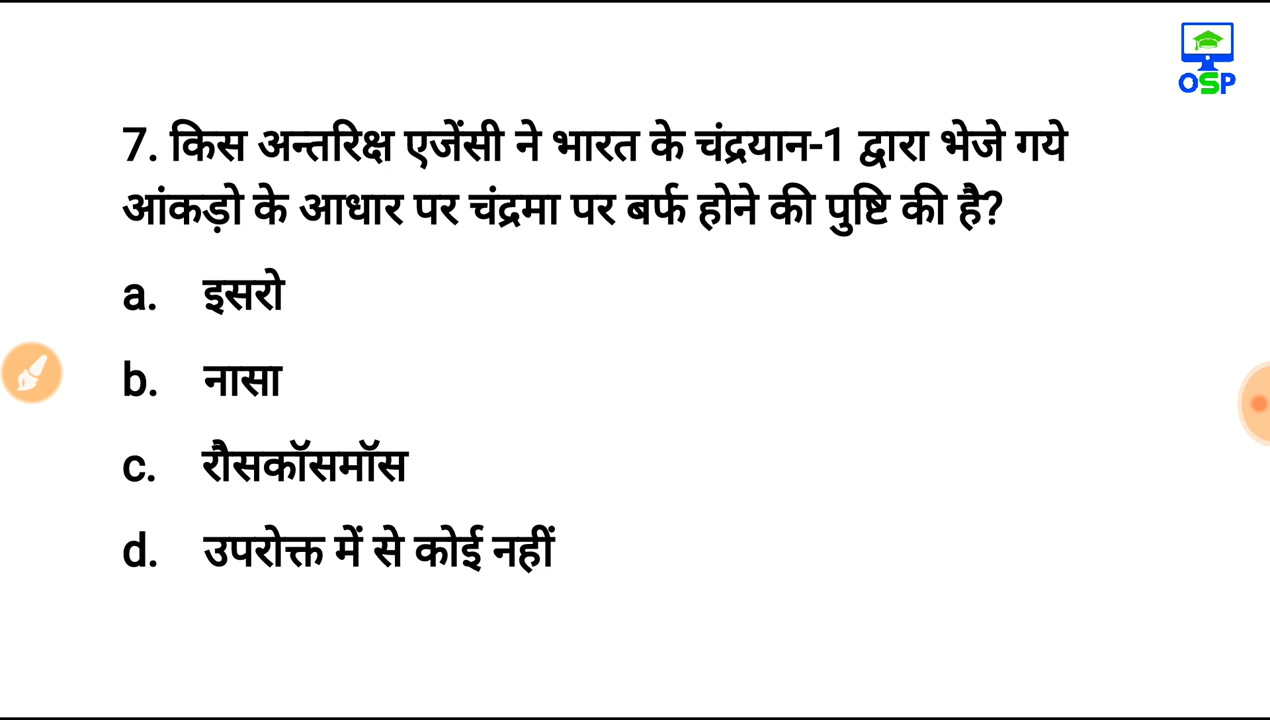 OSP
7. किस अन्तरिक्ष एजेंसी ने भारत के चंद्रयान-1 द्वारा भेजे गये
आंकड़ो के आधार पर चंद्रमा पर बर्फ होने की पुष्टि की है?
a. इसरो
b. नासा
c. रौसकॉसमॉस
d. उपरोक्त में से कोई नहीं